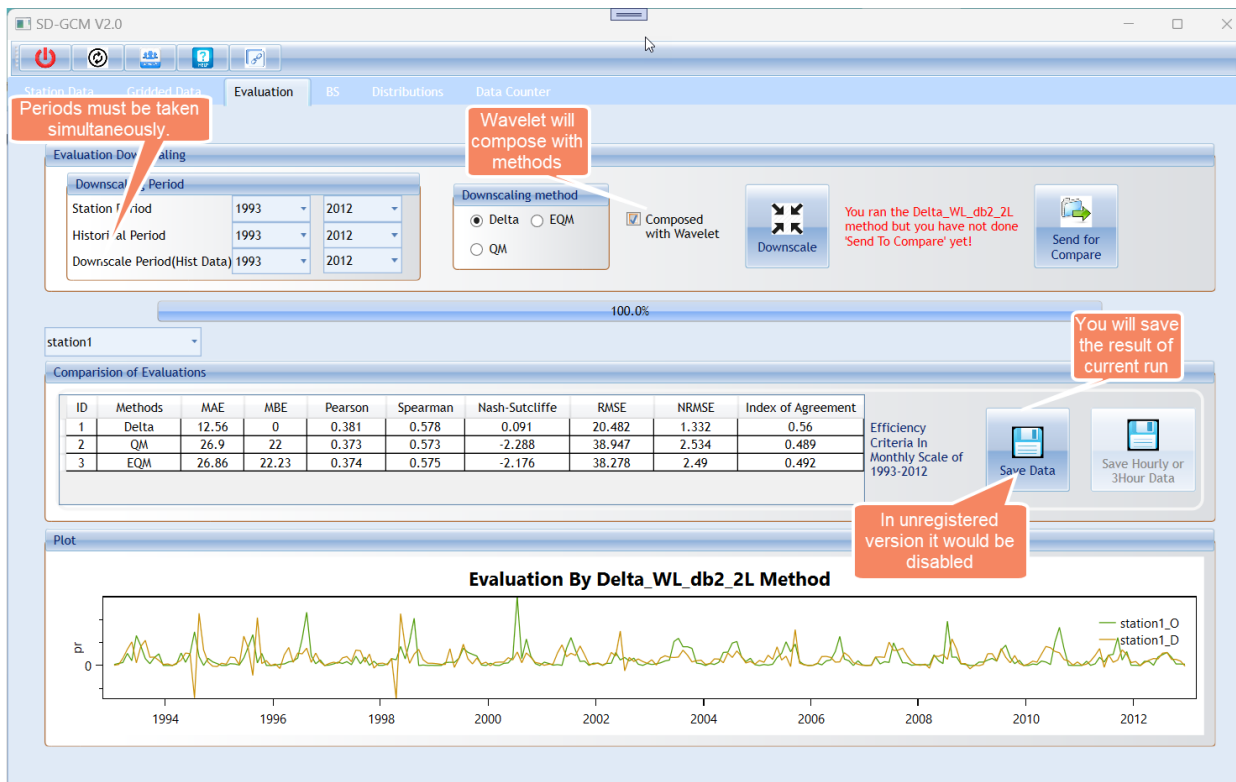 SD-GCM V2.0
HELP
Station Data Gridded Data Evaluation BS Distributions Data Counter
Periods must be taken
simultaneously.
Wavelet will
compose with
methods
Evaluation Downscaling
Downscaling Period
Station Period 1993 2012
Historical Period 1993 2012
Downscale Period(Hist Data) 1993 2012
Downscaling method
Delta EQM
QM
Composed
with Wavelet
Downscale
You ran the Delta_WL_db2_2L
method but you have not done
'Send To Compare' yet!
Send for
Compare
100.0%
station1
You will save
the result of
current run
Comparision of Evaluations
ID Methods MAE MBE Pearson Spearman Nash-Sutcliffe RMSE NRMSE Index of Agreement
1 Delta 12.56 0 0.381 0.578 0.091 20.482 1.332 0.56
2 QM 26.9 22 0.373 0.573 -2.288 38.947 2.534 0.489
3 EQM 26.86 22.23 0.374 0.575 -2.176 38.278 2.49 0.492
Efficiency
Criteria In
Monthly Scale of
1993-2012
Save Data
Save Hourly or
3Hour Data
In unregistered
version it would be
disabled
Plot
Evaluation By Delta_WL_db2_2L Method
station1_O
station1_D
pr
0
1994 1996 1998 2000 2002 2004 2006 2008 2010 2012